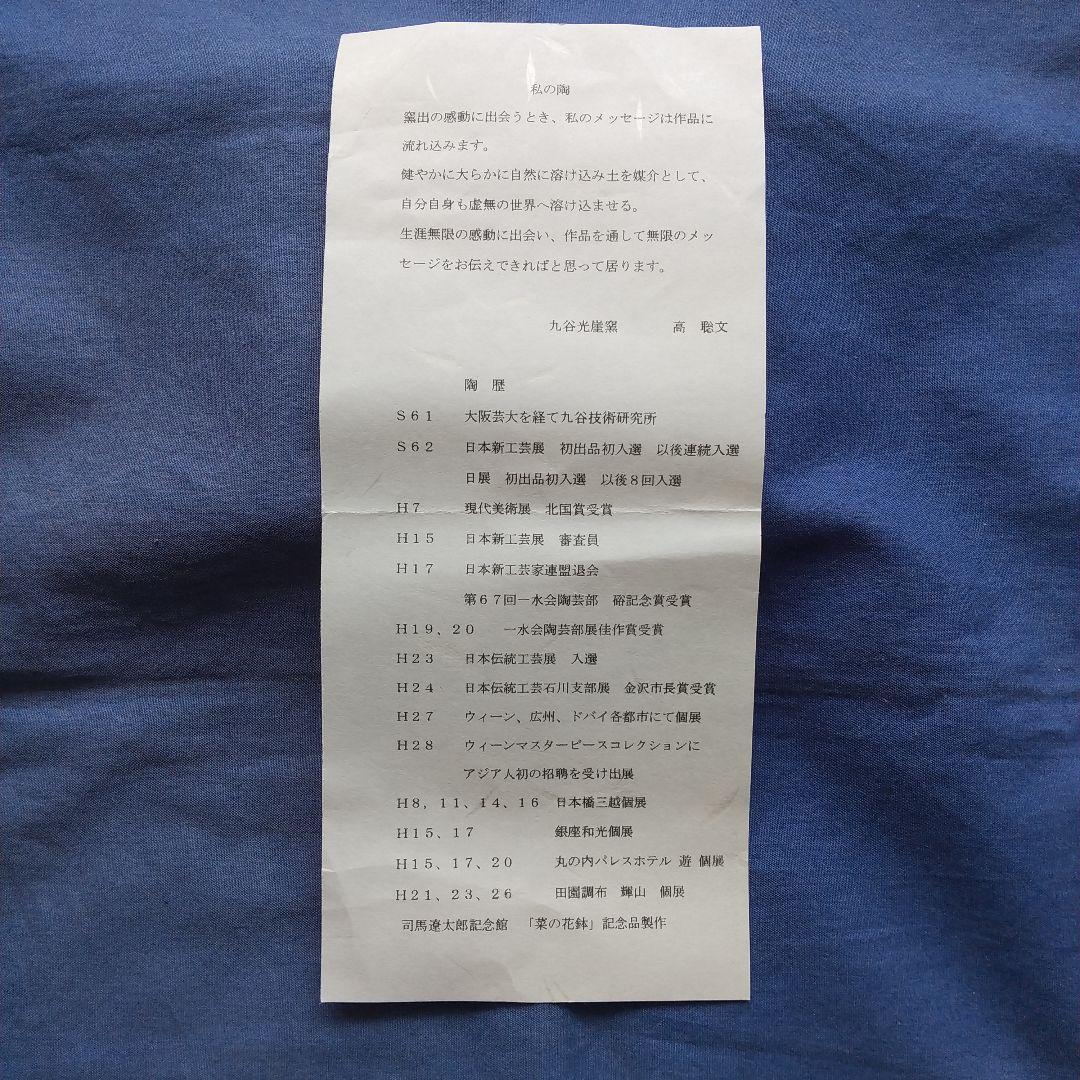 私の陶
窯出の感動に出会うとき、私のメッセージは作品に
流れ込みます。
健やかに大らかに自然に溶け込み土を媒介として、
自分自身も虚無の世界へ溶け込ませる。
生涯無限の感動に出会い、作品を通して無限のメッ
セージをお伝えできればと思って居ります。
九谷光崖窯　　　高　聡文
陶　歴
Ｓ６１　大阪芸大を経て九谷技術研究所
Ｓ６２　日本新工芸展　初出品初入選　以後連続入選
日展　初出品初入選　以後８回入選
Ｈ７　現代美術展　北国賞受賞
Ｈ１５　日本新工芸展　審査員
Ｈ１７　日本新工芸家連盟退会
第６７回一水会陶芸部　硲記念賞受賞
Ｈ１９、２０　一水会陶芸部展佳作賞受賞
Ｈ２３　日本伝統工芸展　入選
Ｈ２４　日本伝統工芸石川支部展　金沢市長賞受賞
Ｈ２７　ウィーン、広州、ドバイ各都市にて個展
Ｈ２８　ウィーンマスターピースコレクションに
アジア人初の招聘を受け出展
Ｈ８，１１、１４、１６　日本橋三越個展
Ｈ１５、１７　銀座和光個展
Ｈ１５、１７、２０　丸の内パレスホテル 遊 個展
Ｈ２１、２３、２６　田園調布　輝山　個展
司馬遼太郎記念館　「菜の花鉢」記念品製作